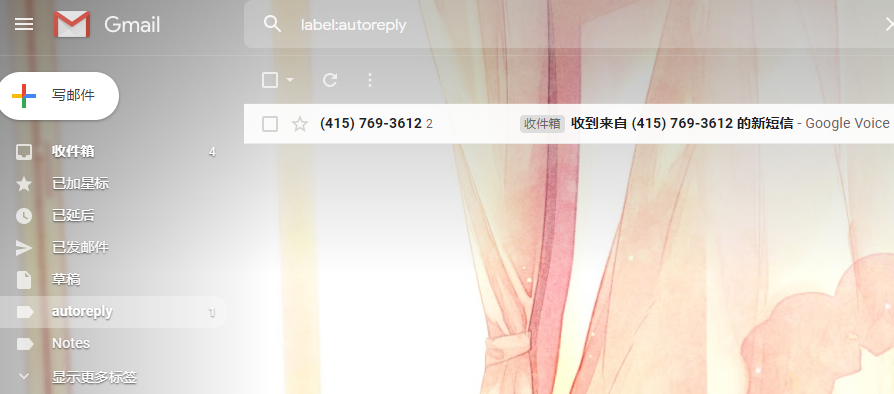 Gmail
label:autoreply
写邮件
(415) 769-3612 2 收件箱 收到来自 (415) 769-3612 的新短信 - Google Voice
收件箱 4
已加星标
已延后
已发邮件
草稿
autoreply 1
Notes
显示更多标签